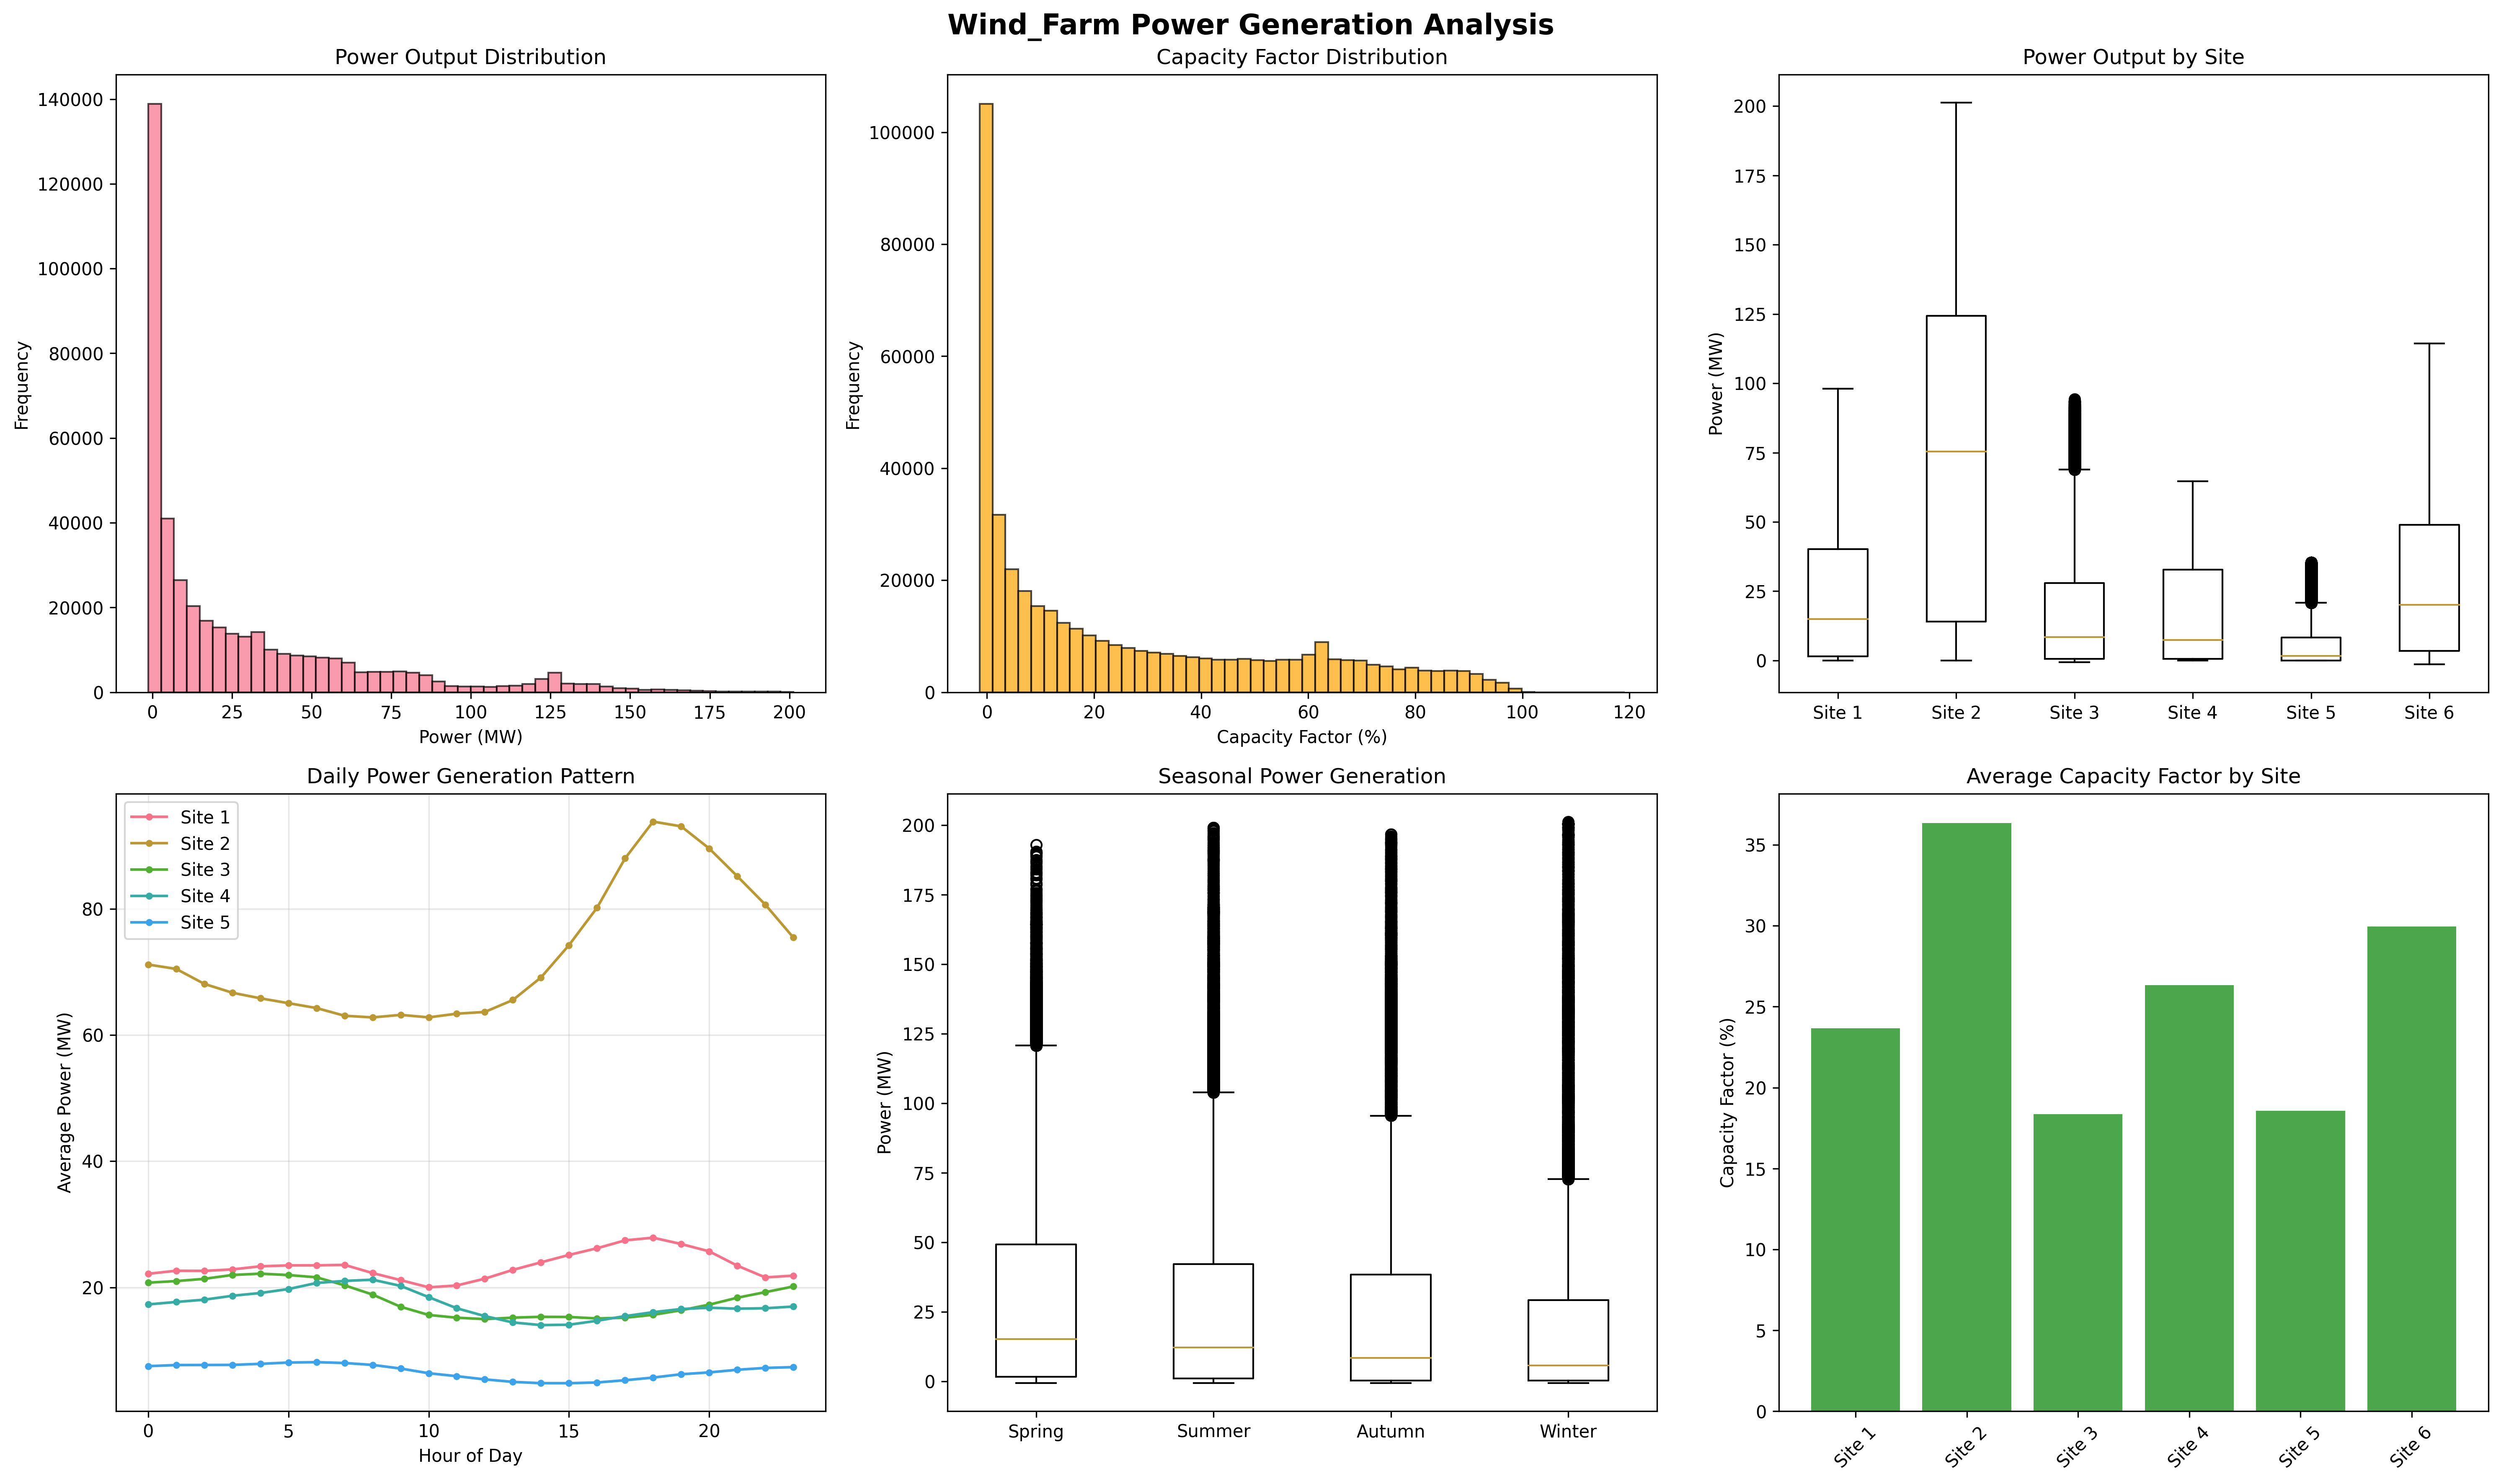 Wind_Farm Power Generation Analysis
Power Output Distribution
Frequency
140000
120000
100000
80000
60000
40000
20000
0
0 25 50 75 100 125 150 175 200
Power (MW)
Capacity Factor Distribution
Frequency
100000
80000
60000
40000
20000
0
0 20 40 60 80 100 120
Capacity Factor (%)
Power Output by Site
Power (MW)
200
175
150
125
100
75
50
25
0
Site 1 Site 2 Site 3 Site 4 Site 5 Site 6
Daily Power Generation Pattern
Site 1
Site 2
Site 3
Site 4
Site 5
Average Power (MW)
80
60
40
20
0 5 10 15 20
Hour of Day
Seasonal Power Generation
Power (MW)
200
175
150
125
100
75
50
25
0
Spring Summer Autumn Winter
Average Capacity Factor by Site
Capacity Factor (%)
35
30
25
20
15
10
5
0
Site 1 Site 2 Site 3 Site 4 Site 5 Site 6